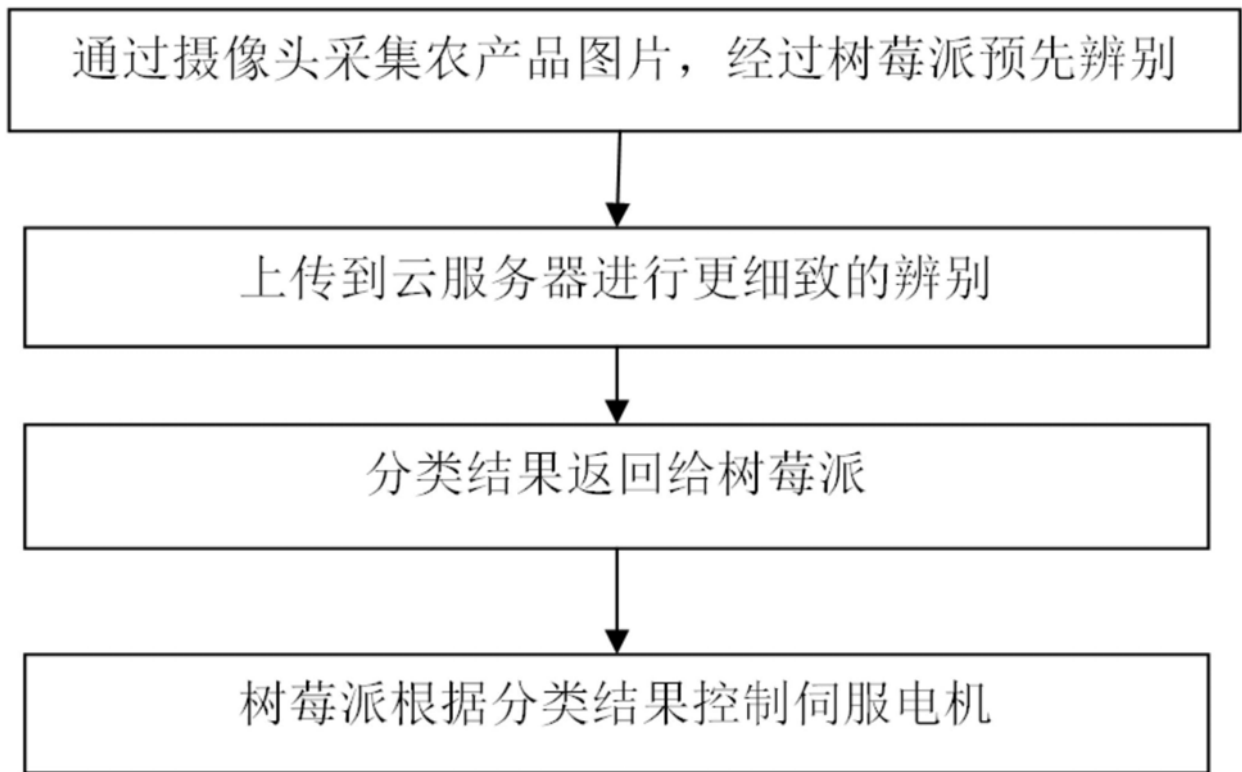 通过摄像头采集农产品图片，经过树莓派预先辨别
上传到云服务器进行更细致的辨别
分类结果返回给树莓派
树莓派根据分类结果控制伺服电机